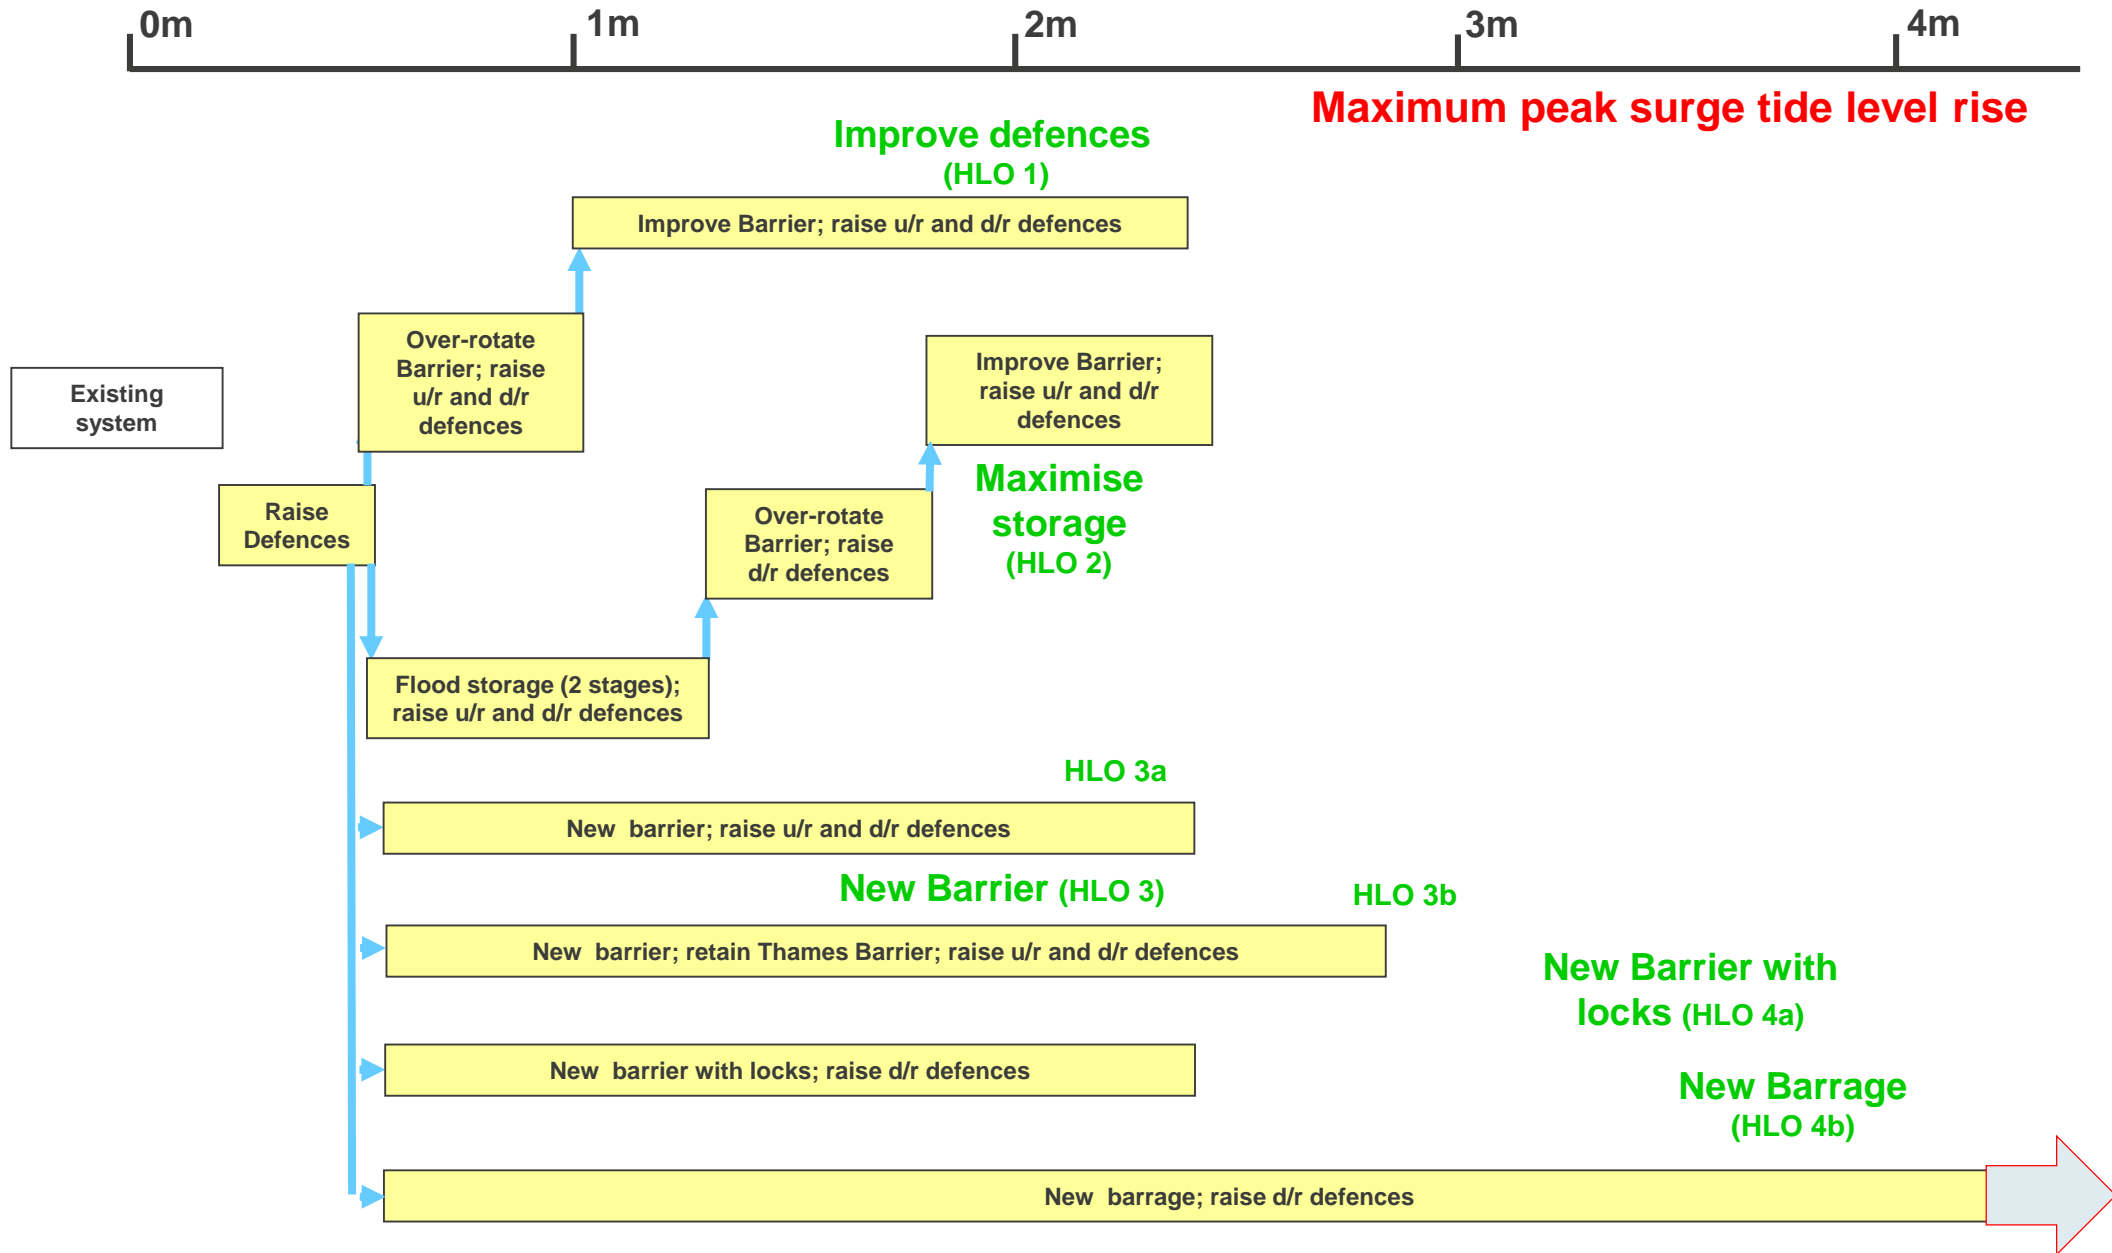 0m
1m
2m
3m
4m
Maximum peak surge tide level rise
Improve defences
(HLO 1)
Improve Barrier; raise u/r and d/r defences
Over-rotate
Barrier; raise
u/r and d/r
defences
Improve Barrier;
raise u/r and d/r
defences
Existing
system
Maximise
storage
(HLO 2)
Raise
Defences
Over-rotate
Barrier; raise
d/r defences
Flood storage (2 stages);
raise u/r and d/r defences
HLO 3a
New barrier; raise u/r and d/r defences
New Barrier (HLO 3)
HLO 3b
New barrier; retain Thames Barrier; raise u/r and d/r defences
New Barrier with
locks (HLO 4a)
New barrier with locks; raise d/r defences
New Barrage
(HLO 4b)
New barrage; raise d/r defences